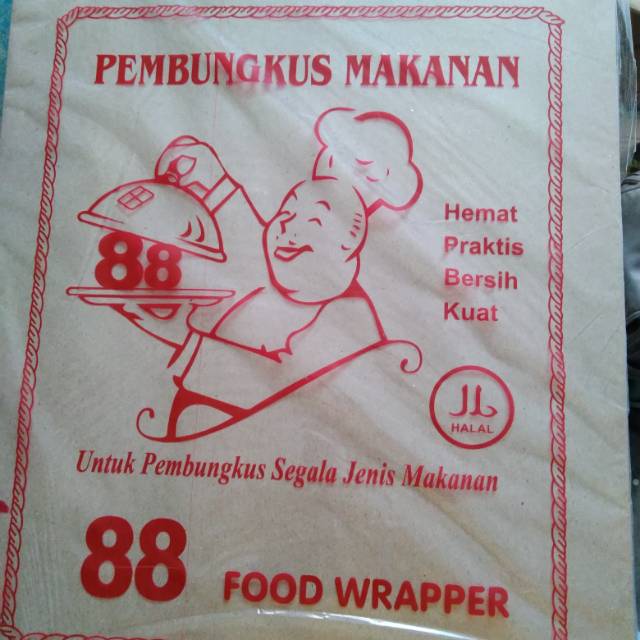 PEMBUNGKUS MAKANAN
88
Hemat
Praktis
Bersih
Kuat
HALAL
Untuk Pembungkus Segala Jenis Makanan
88 FOOD WRAPPER